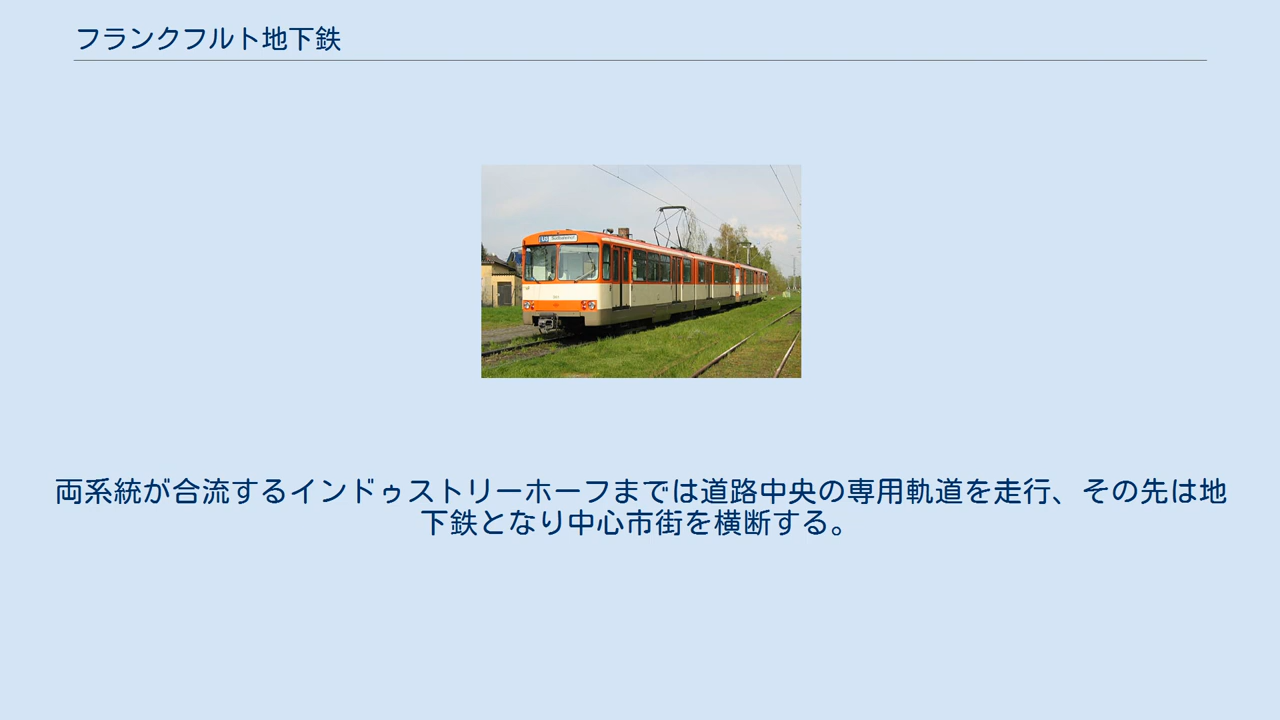 フランクフルト地下鉄
両系統が合流するインドゥストリーホーフまでは道路中央の専用軌道を走行、その先は地
下鉄となり中心市街を横断する。